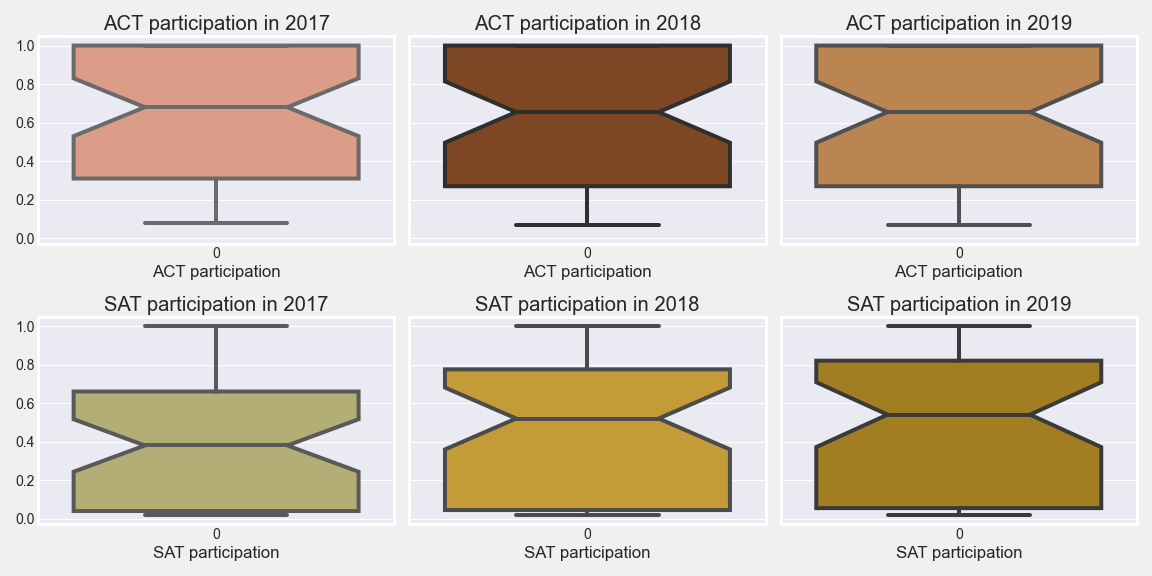 ACT participation in 2017
ACT participation in 2018
ACT participation in 2019
1.0
0.8
0.6
0.4
0.2
0.0
0
0
0
ACT participation
ACT participation
ACT participation
SAT participation in 2017
SAT participation in 2018
SAT participation in 2019
1.0
0.8
0.6
0.4
0.2
0.0
0
0
0
SAT participation
SAT participation
SAT participation